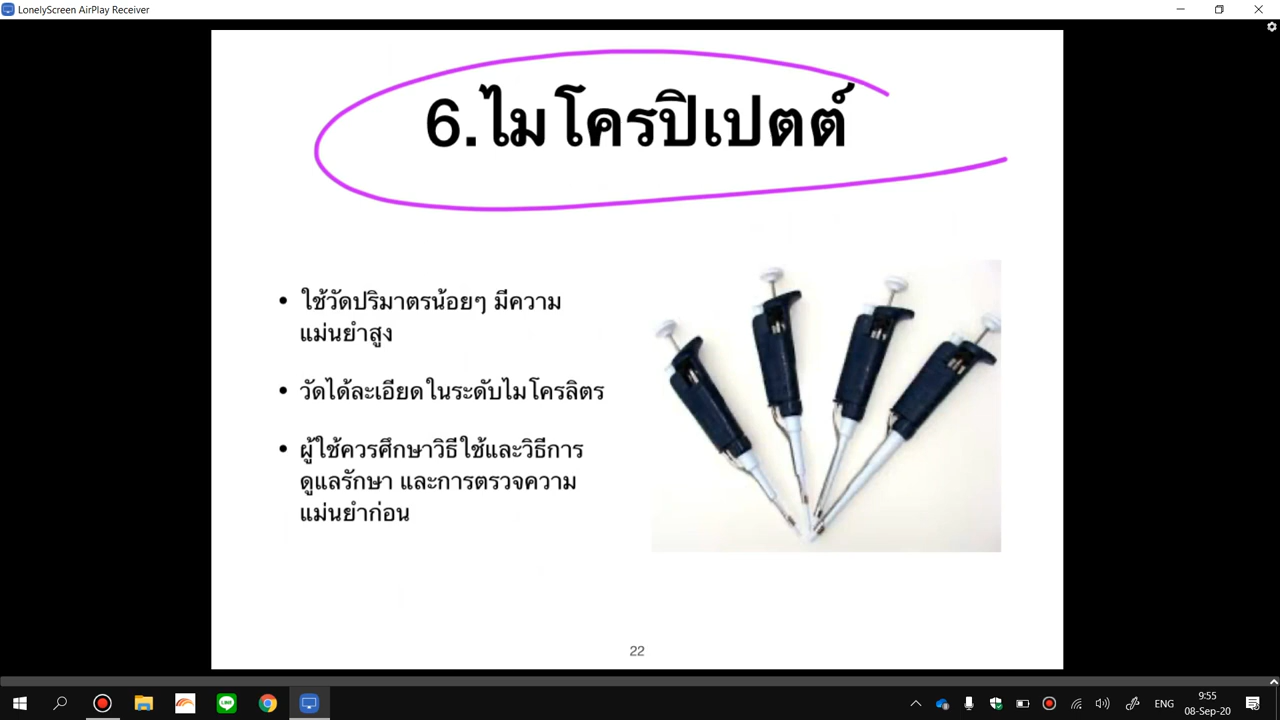 LonelyScreen AirPlay Receiver
6.ไมโครปิเปตต์
• ใช้วัดปริมาตรน้อยๆ มีความ
แม่นยำสูง
• วัดได้ละเอียดในระดับไมโครลิตร
• ผู้ใช้ควรศึกษาวิธีใช้และวิธีการ
ดูแลรักษา และการตรวจความ
แม่นยำก่อน
22
LINE
ENG
9:55
08-Sep-20